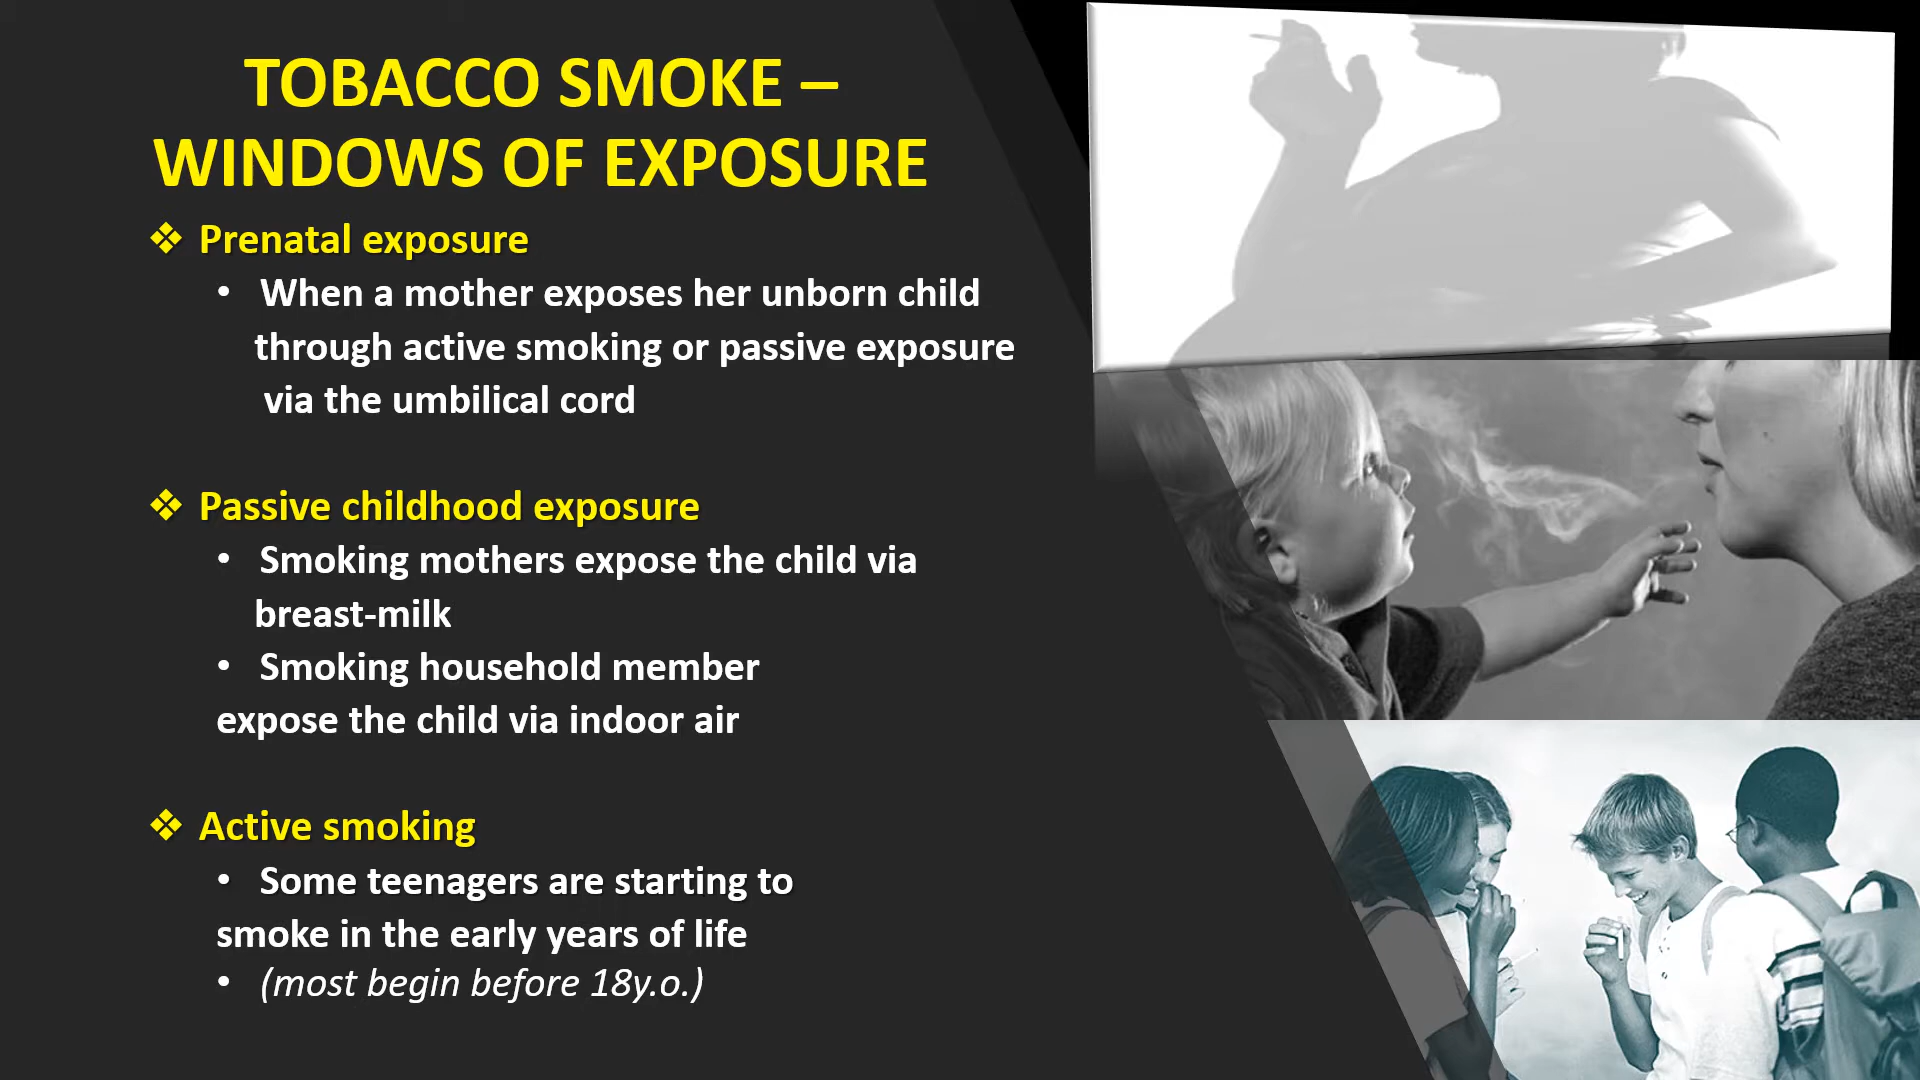 TOBACCO SMOKE –
WINDOWS OF EXPOSURE
❖ Prenatal exposure
• When a mother exposes her unborn child
through active smoking or passive exposure
via the umbilical cord
❖ Passive childhood exposure
• Smoking mothers expose the child via
breast-milk
• Smoking household member
expose the child via indoor air
❖ Active smoking
• Some teenagers are starting to
smoke in the early years of life
• (most begin before 18y.o.)